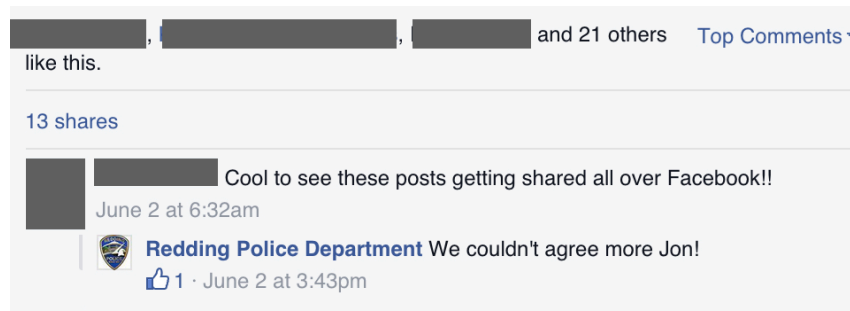 , , and 21 others Top Comments
like this.
13 shares
Cool to see these posts getting shared all over Facebook!!
June 2 at 6:32am
Redding Police Department We couldn't agree more Jon!
1 · June 2 at 3:43pm